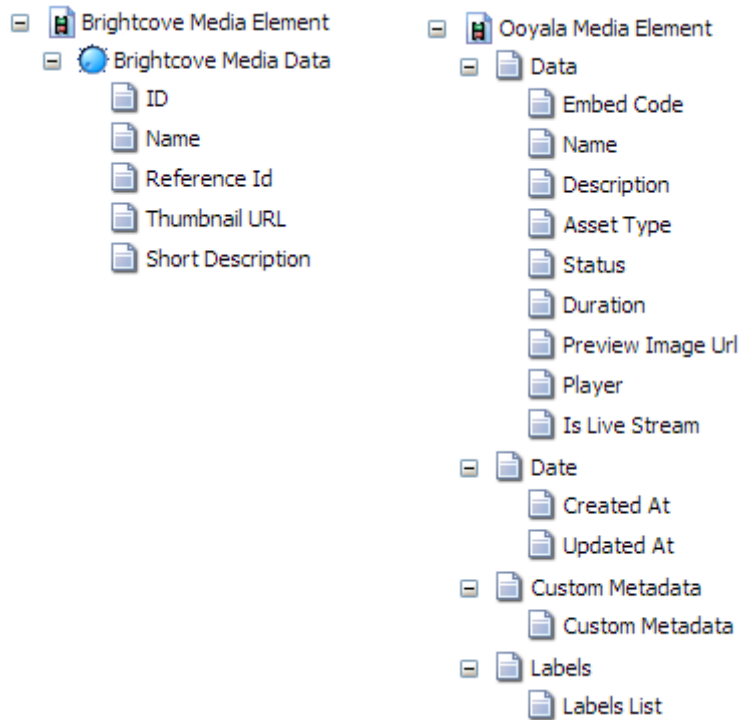 Brightcove Media Element
Brightcove Media Data
ID
Name
Reference Id
Thumbnail URL
Short Description
Ooyala Media Element
Data
Embed Code
Name
Description
Asset Type
Status
Duration
Preview Image Url
Player
Is Live Stream
Date
Created At
Updated At
Custom Metadata
Custom Metadata
Labels
Labels List